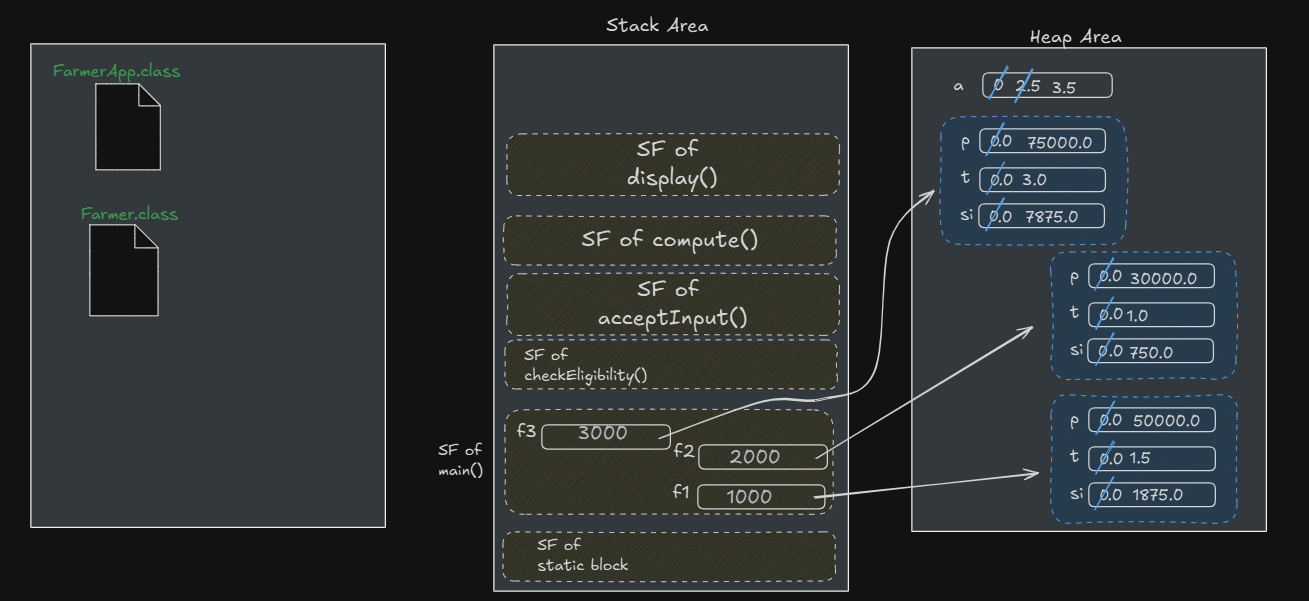 FarmerApp.class
Farmer.class
Stack Area
SF of
display()
SF of compute()
SF of
acceptInput()
SF of
checkEligibility()
SF of
main()
f3 3000
f2 2000
f1 1000
SF of
static block
Heap Area
a 0 2.5 3.5
p 0.0 75000.0
t 0.0 3.0
si 0.0 7875.0
p 0.0 30000.0
t 0.0 1.0
si 0.0 750.0
p 0.0 50000.0
t 0.0 1.5
si 0.0 1875.0